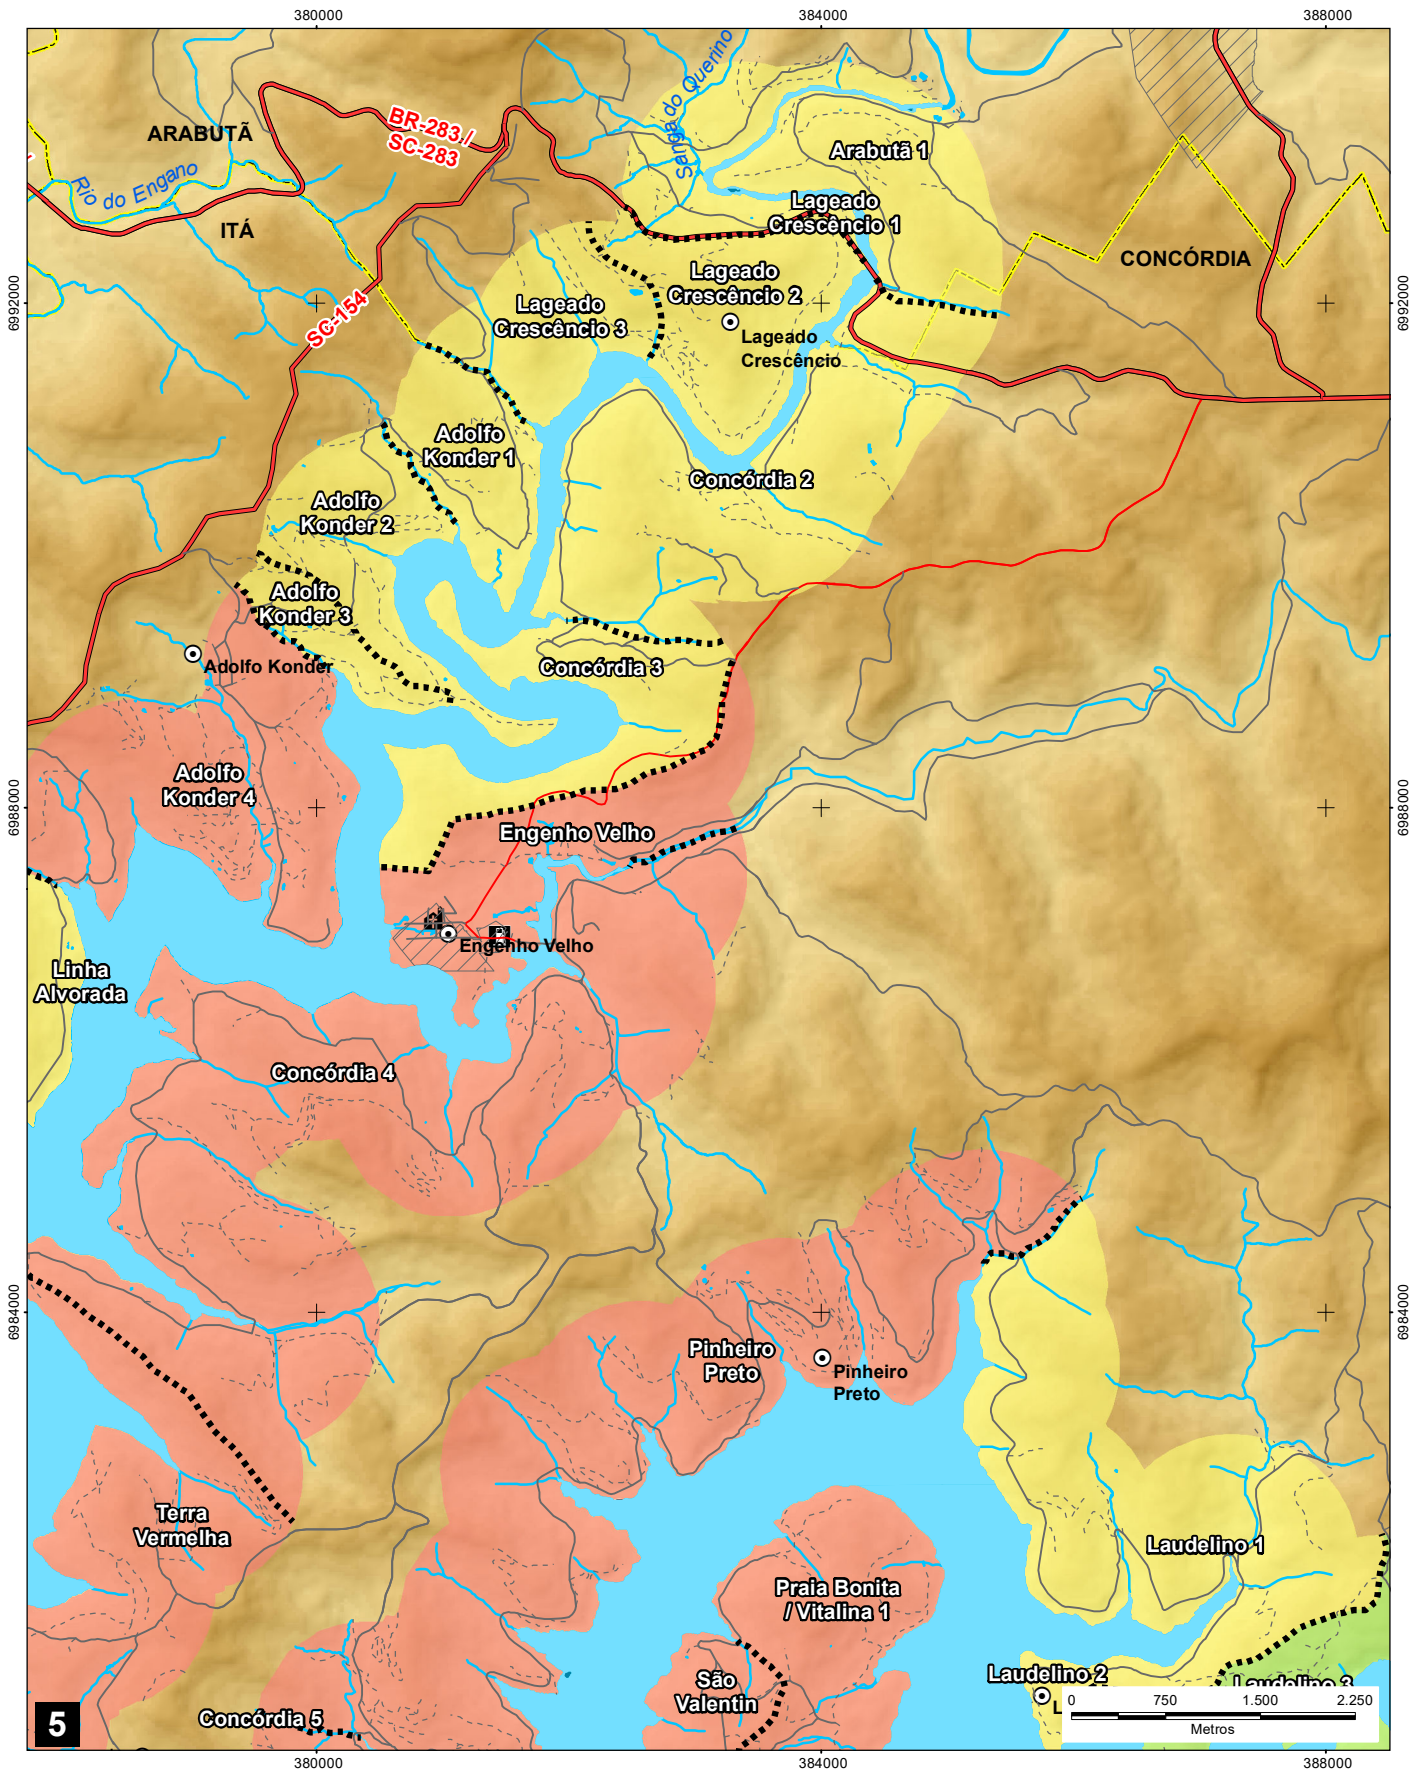 380000
384000
388000
Sanga do Querino
BR-283 /
SC-283
ARABUTÃ
Arabutã 1
Rio do Engano
ITÁ
Lageado
Crescêncio 1
CONCÓRDIA
Lageado
Crescêncio 2
6992000
6992000
SC-154
Lageado
Crescêncio 3
Lageado
Crescêncio
Adolfo
Konder 1
Concórdia 2
Adolfo
Konder 2
Adolfo
Konder 3
Adolfo Konder
Concórdia 3
Adolfo
Konder 4
6988000
6988000
Engenho Velho
Engenho Velho
Linha
Alvorada
Concórdia 4
6984000
6984000
Pinheiro
Preto
Pinheiro
Preto
Terra
Vermelha
Laudelino 1
Praia Bonita
/ Vitalina 1
São
Valentin
Laudelino 2
Laudelino 3
L
Concórdia 5
5
0 750 1.500 2.250
Metros
380000
384000
388000